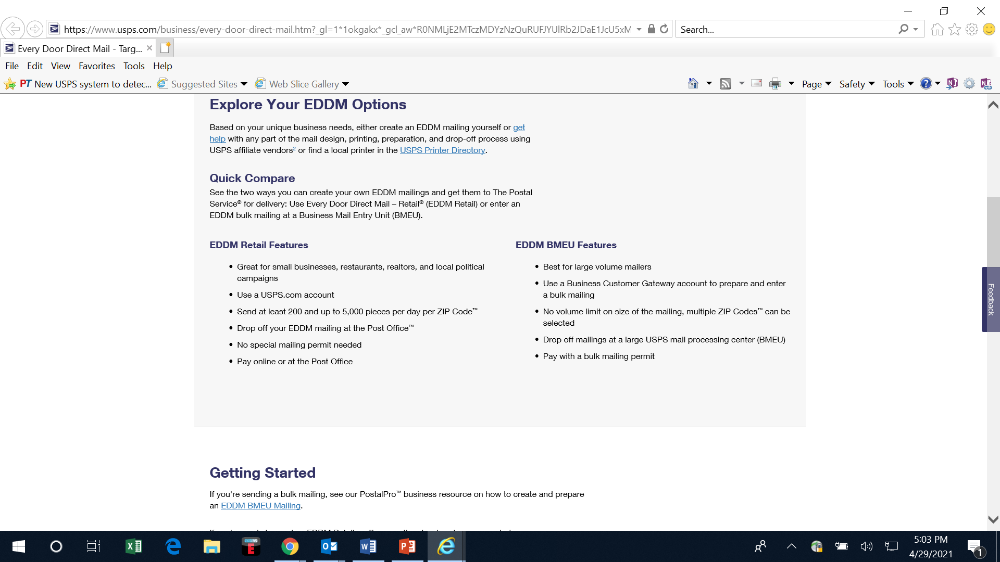 https://www.usps.com/business/every-door-direct-mail.htm?_gl=1*1okgakx*_gcl_aw*R0NMLjE2MTczMDYzNzQuRUFJYUlRb2JDaE1JcU5xM
Search...
Every Door Direct Mail - Targ...
File Edit View Favorites Tools Help
PT New USPS system to detec... Suggested Sites Web Slice Gallery
Page Safety Tools
Explore Your EDDM Options
Based on your unique business needs, either create an EDDM mailing yourself or get
help with any part of the mail design, printing, preparation, and drop-off process using
USPS affiliate vendors² or find a local printer in the USPS Printer Directory.
Quick Compare
See the two ways you can create your own EDDM mailings and get them to The Postal
Service® for delivery: Use Every Door Direct Mail – Retail® (EDDM Retail) or enter an
EDDM bulk mailing at a Business Mail Entry Unit (BMEU).
EDDM Retail Features
• Great for small businesses, restaurants, realtors, and local political
campaigns
• Use a USPS.com account
• Send at least 200 and up to 5,000 pieces per day per ZIP Code™
• Drop off your EDDM mailing at the Post Office™
• No special mailing permit needed
• Pay online or at the Post Office
EDDM BMEU Features
• Best for large volume mailers
• Use a Business Customer Gateway account to prepare and enter
a bulk mailing
• No volume limit on size of the mailing, multiple ZIP Codes™ can be
selected
• Drop off mailings at a large USPS mail processing center (BMEU)
• Pay with a bulk mailing permit
Feedback
Getting Started
If you're sending a bulk mailing, see our PostalPro™ business resource on how to create and prepare
an EDDM BMEU Mailing.
5:03 PM
4/29/2021
1